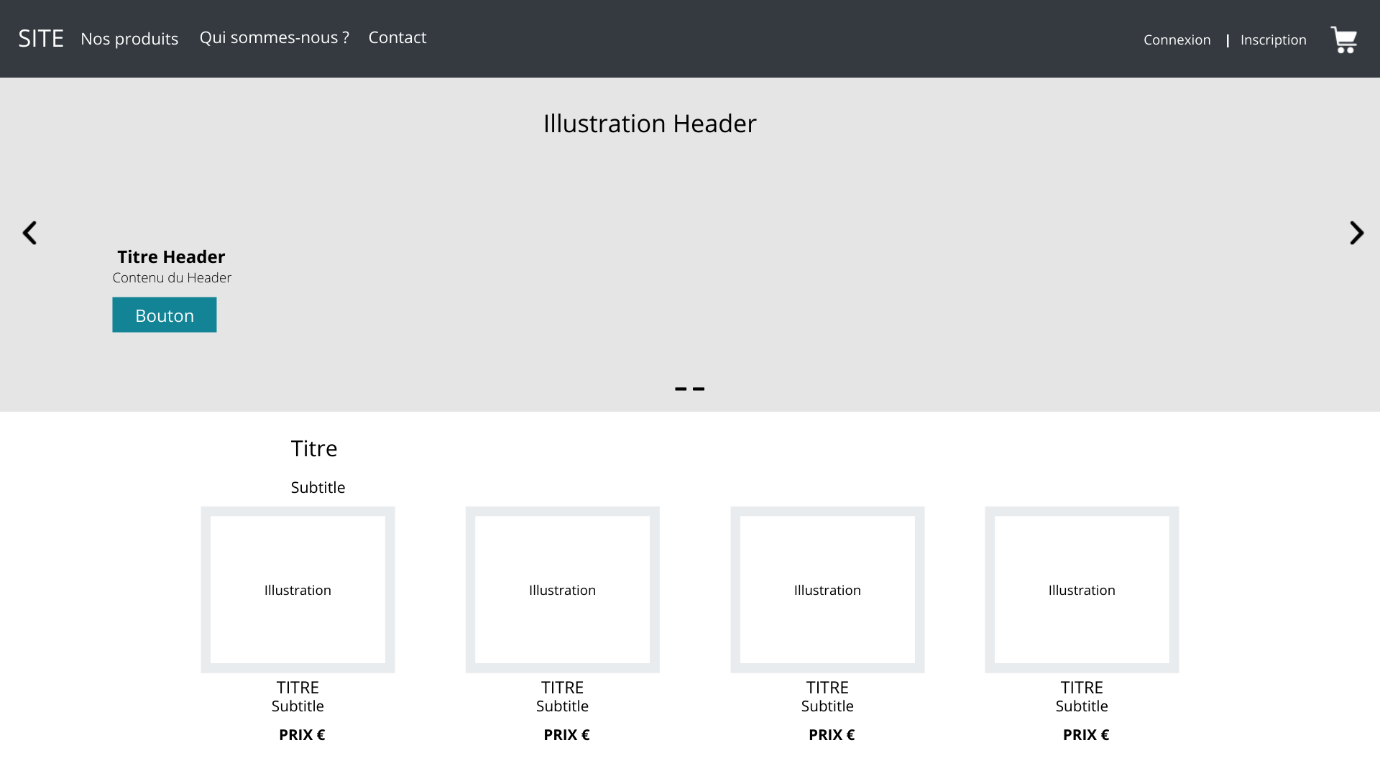 SITE Nos produits Qui sommes-nous ? Contact Connexion | Inscription
Illustration Header
Titre Header
Contenu du Header
Bouton
Titre
Subtitle
Illustration Illustration Illustration Illustration
TITRE TITRE TITRE TITRE
Subtitle Subtitle Subtitle Subtitle
PRIX € PRIX € PRIX € PRIX €